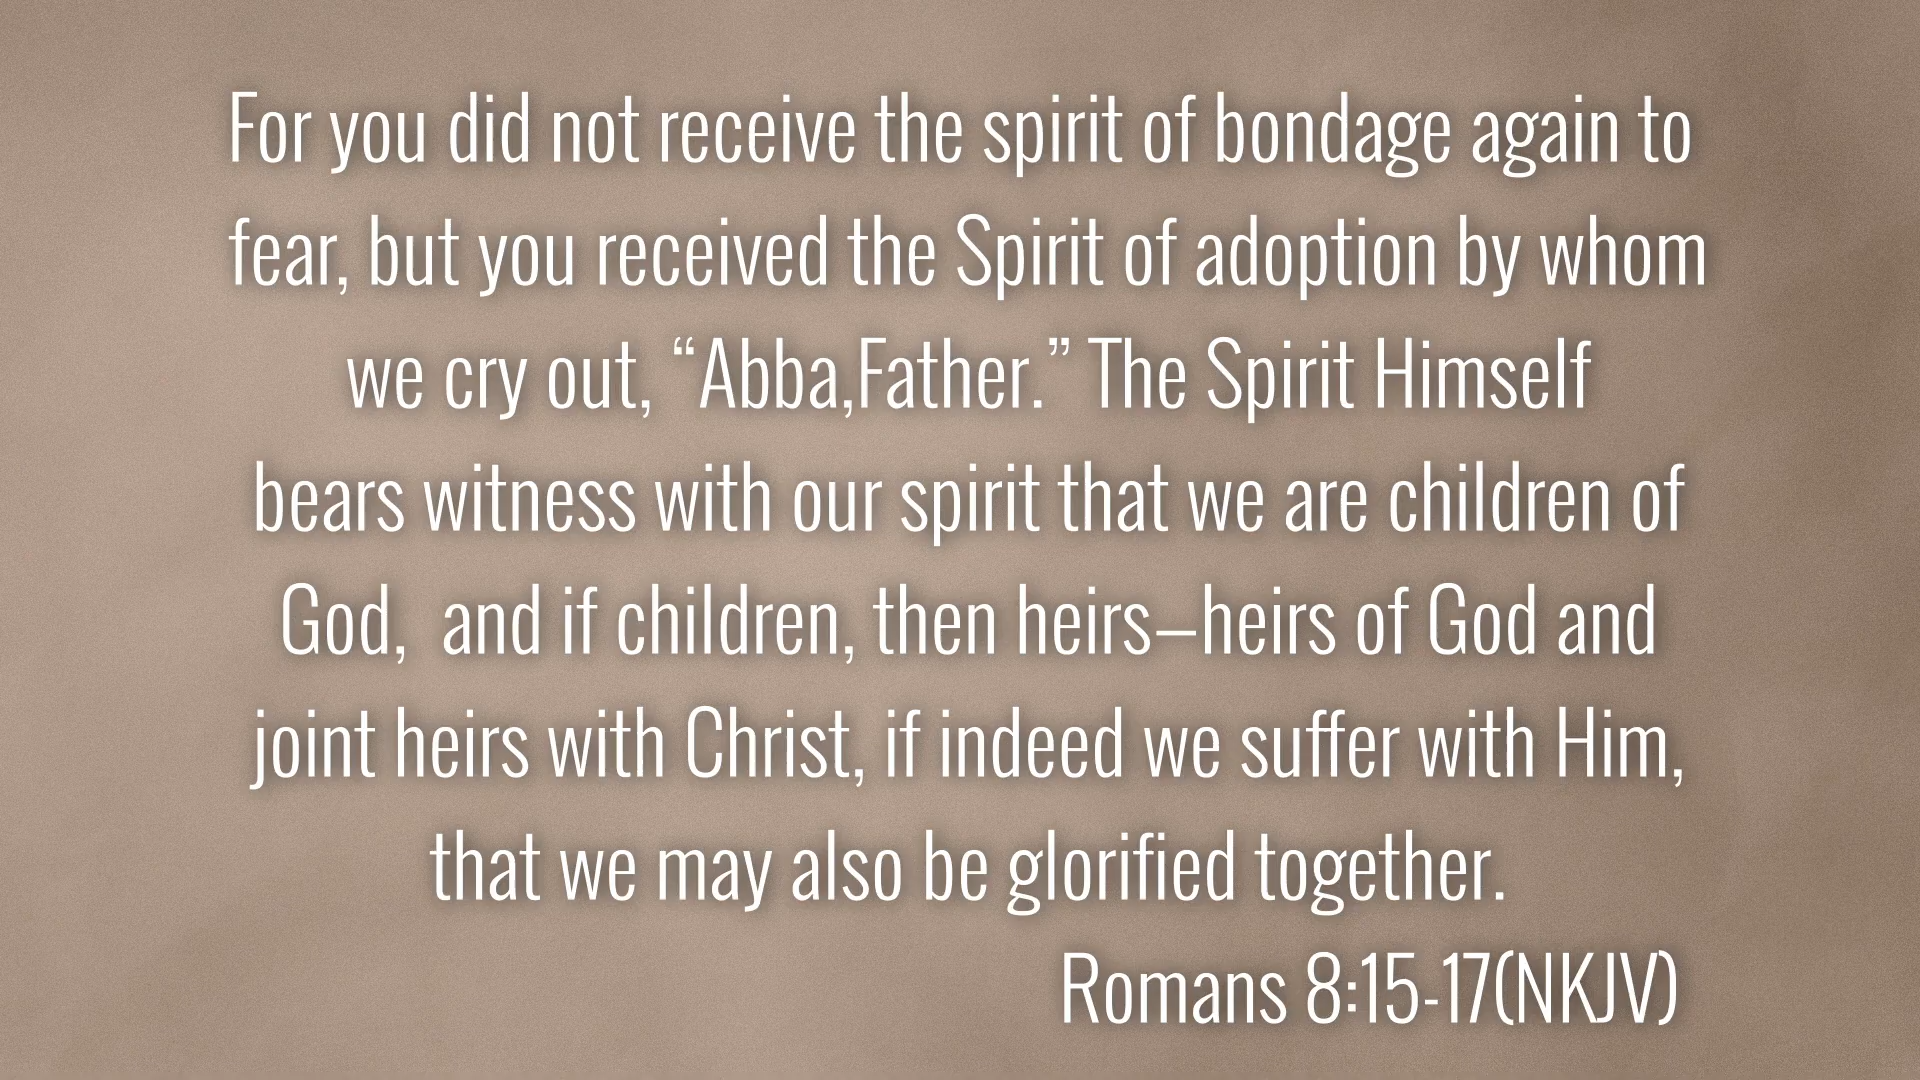 For you did not receive the spirit of bondage again to
fear, but you received the Spirit of adoption by whom
we cry out, “Abba,Father.” The Spirit Himself
bears witness with our spirit that we are children of
God,  and if children, then heirs—heirs of God and
joint heirs with Christ, if indeed we suffer with Him,
that we may also be glorified together.
Romans 8:15-17(NKJV)